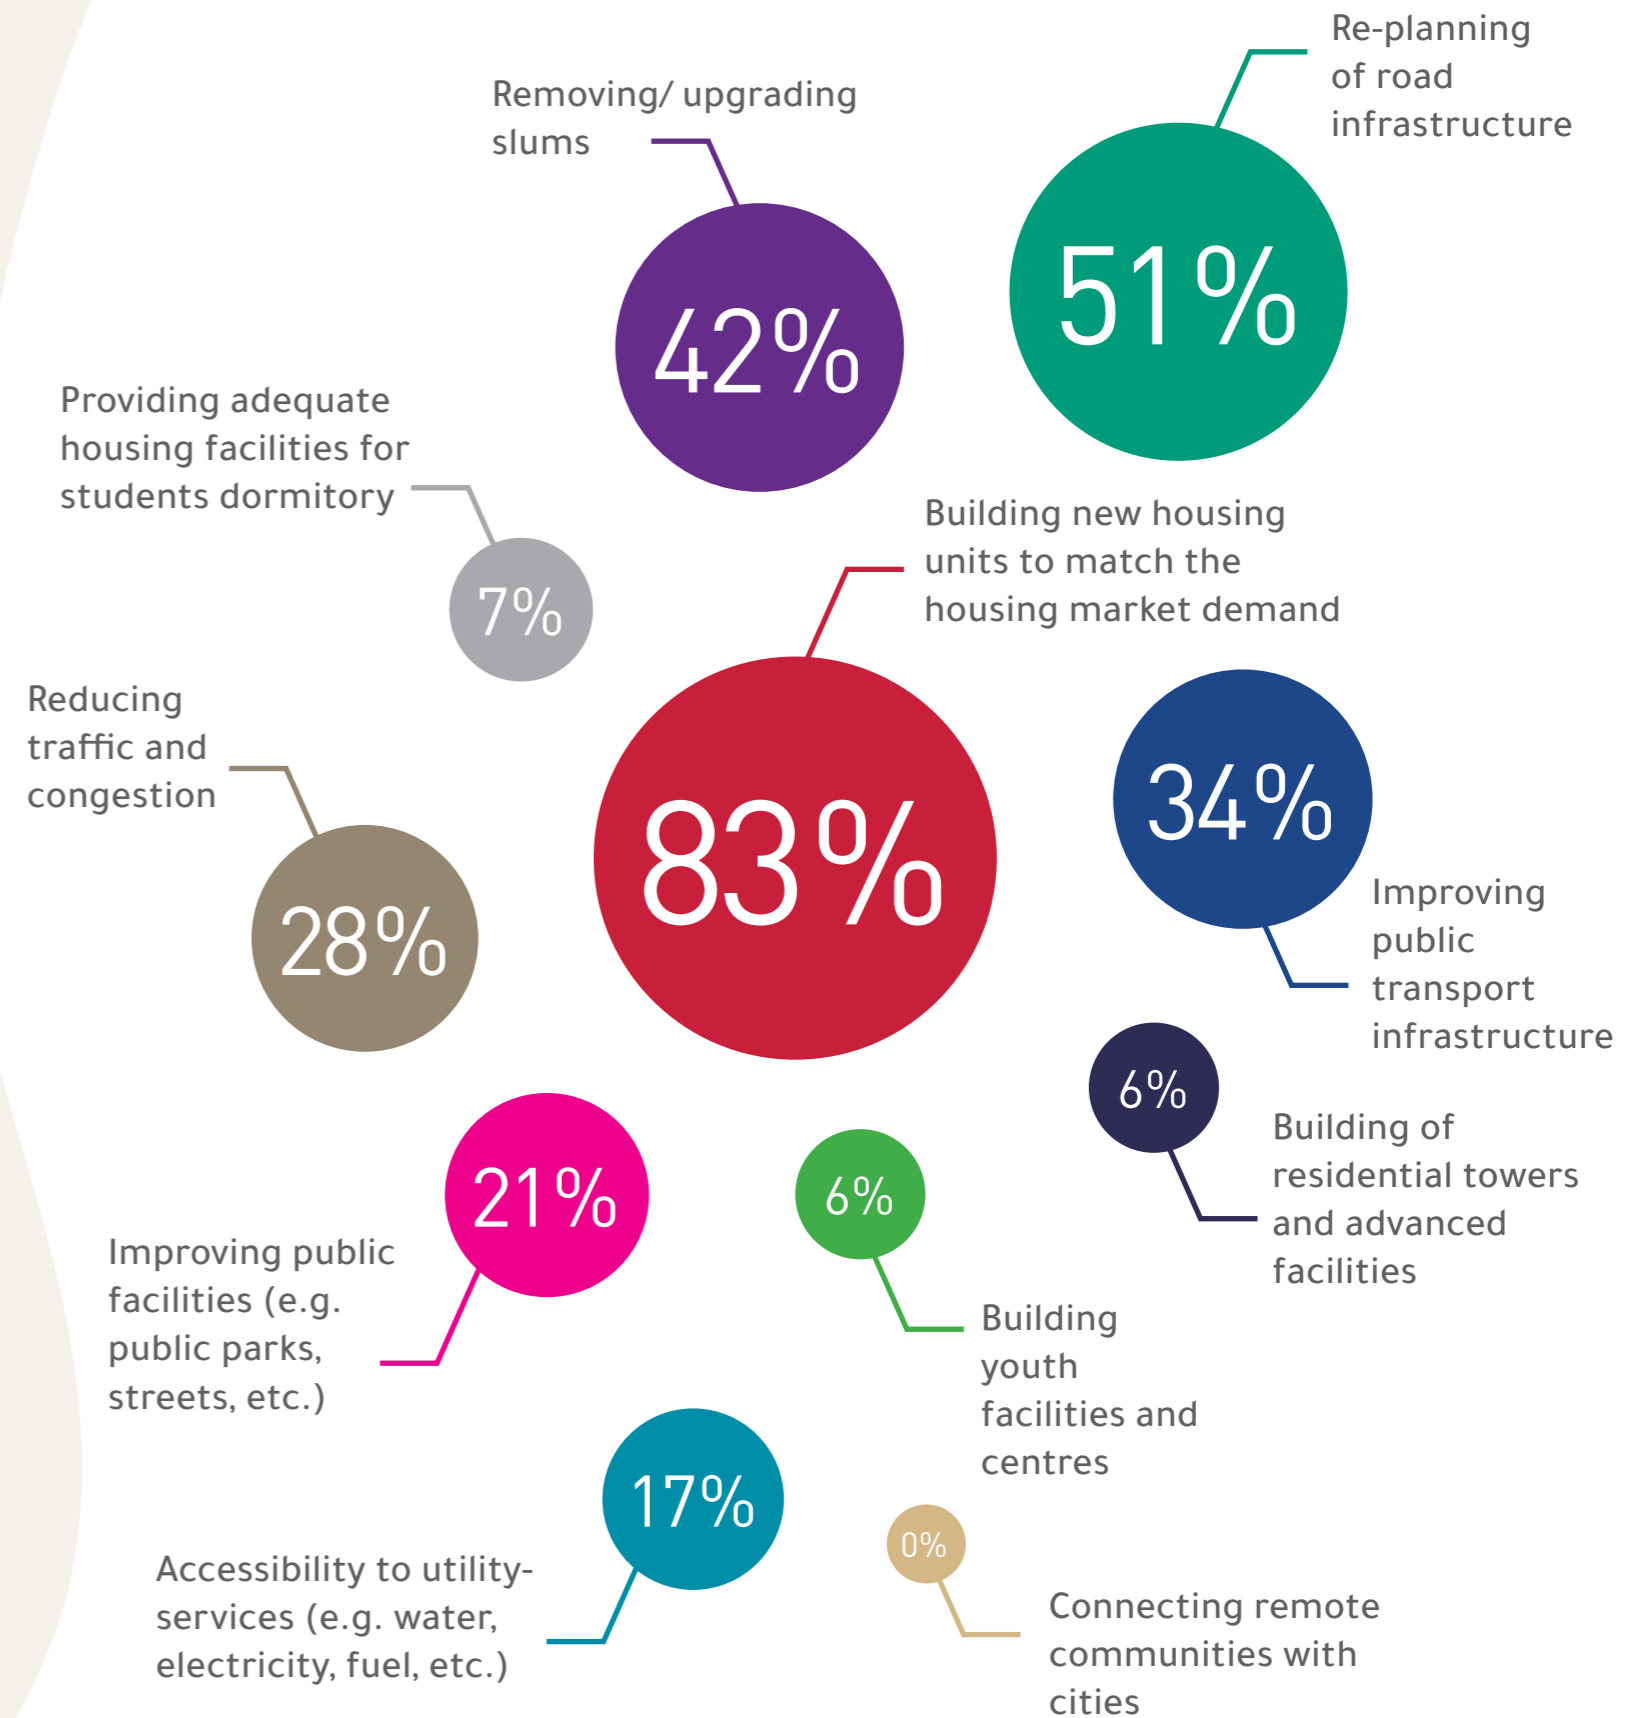 Re-planning
of road
infrastructure
51%
Removing/ upgrading
slums
42%
Providing adequate
housing facilities for
students dormitory
7%
Building new housing
units to match the
housing market demand
83%
Reducing
traffic and
congestion
28%
34%
Improving
public
transport
infrastructure
6%
Building of
residential towers
and advanced
facilities
21%
Improving public
facilities (e.g.
public parks,
streets, etc.)
6%
Building
youth
facilities and
centres
17%
Accessibility to utility-
services (e.g. water,
electricity, fuel, etc.)
0%
Connecting remote
communities with
cities